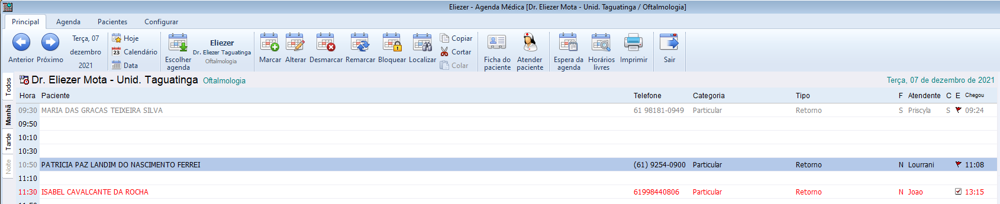 Eliezer - Agenda Médica [Dr. Eliezer Mota - Unid. Taguatinga / Oftalmologia]
Principal Agenda Pacientes Configurar
Anterior
Próximo
Terça, 07
dezembro
2021
Hoje
23 Calendário
Data
Escolher
agenda
Eliezer
Dr. Eliezer Taguatinga
Oftalmologia
Marcar
Alterar
Desmarcar
Remarcar
Bloquear
Localizar
Copiar
Cortar
Colar
Ficha do
paciente
Atender
paciente
Espera da
agenda
Horários
livres
Imprimir
Sair
Todos
Manhã
Tarde
Noite
Dr. Eliezer Mota - Unid. Taguatinga Oftalmologia Terça, 07 de dezembro de 2021
Hora Paciente Telefone Categoria Tipo F Atendente C E Chegou
09:30 MARIA DAS GRACAS TEIXEIRA SILVA 61 98181-0949 Particular Retorno S Priscyla S 09:24
09:50
10:10
10:30
10:50 PATRICIA PAZ LANDIM DO NASCIMENTO FERREI (61) 9254-0900 Particular Retorno N Lourrani 11:08
11:10
11:30 ISABEL CAVALCANTE DA ROCHA 61998440806 Particular Retorno N Joao 13:15